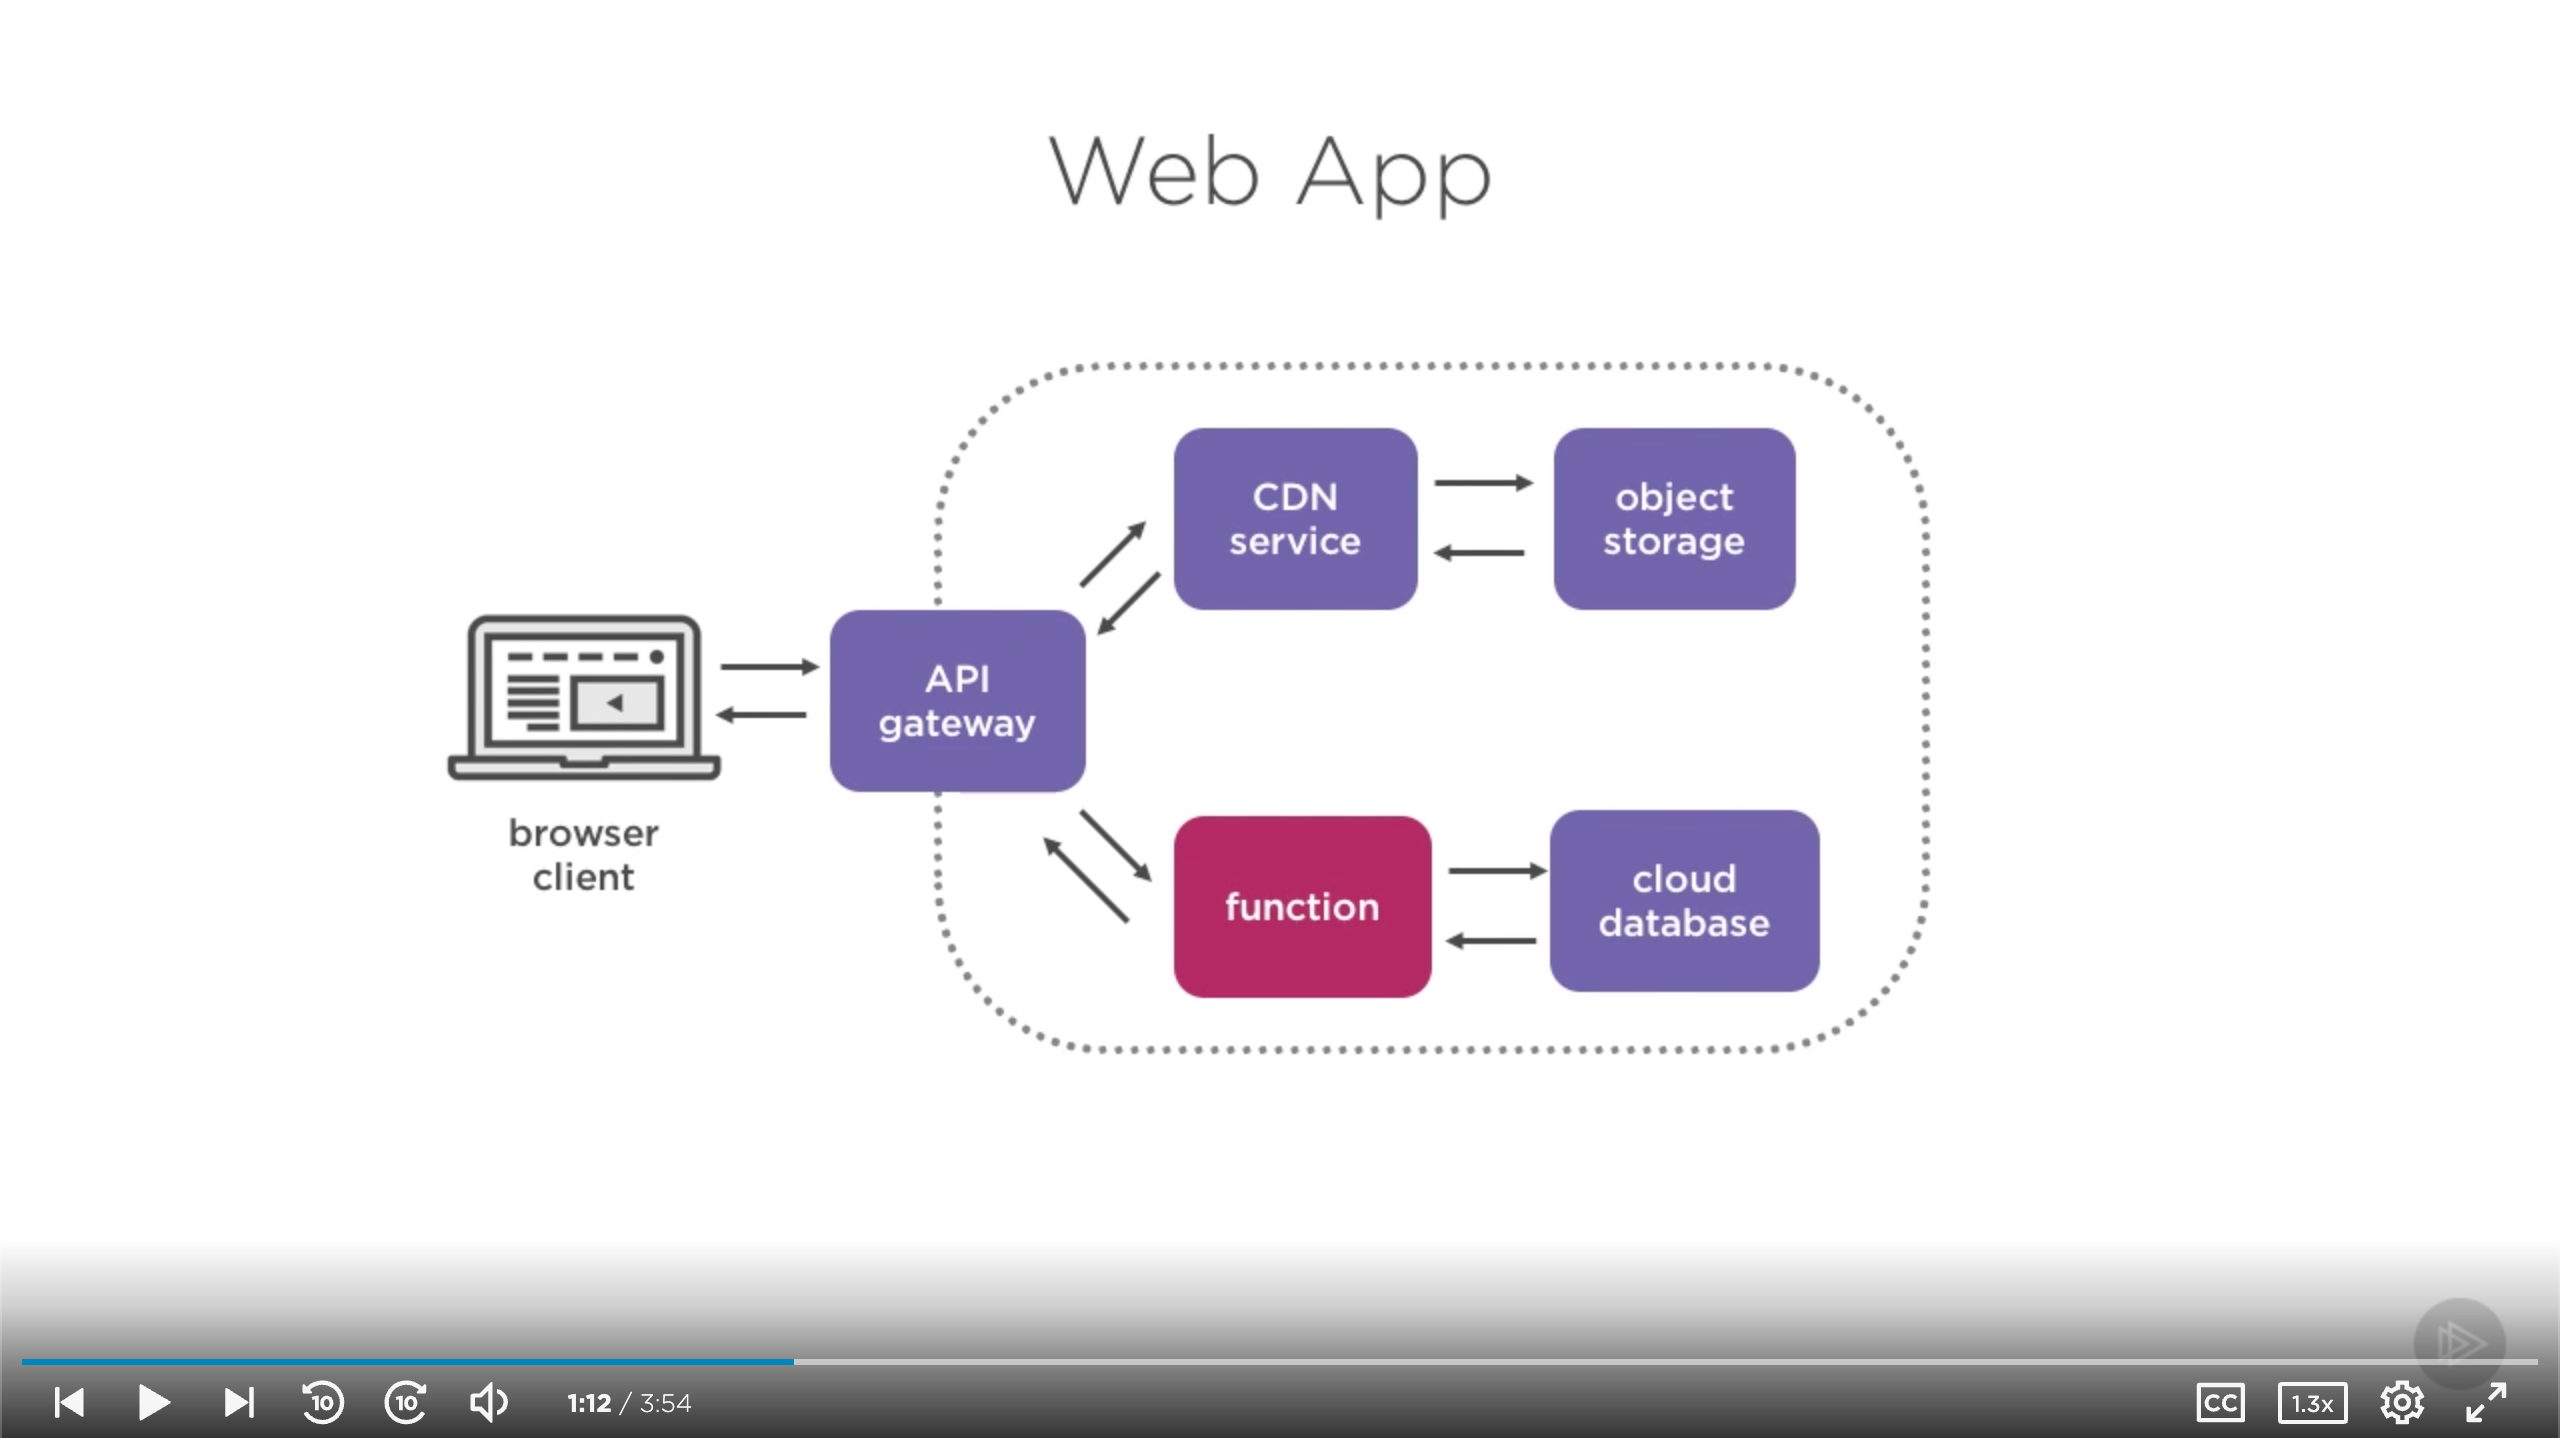 Web App
CDN
service
object
storage
API
gateway
browser
client
function
cloud
database
10
10
1:12 / 3:54
CC
1.3x